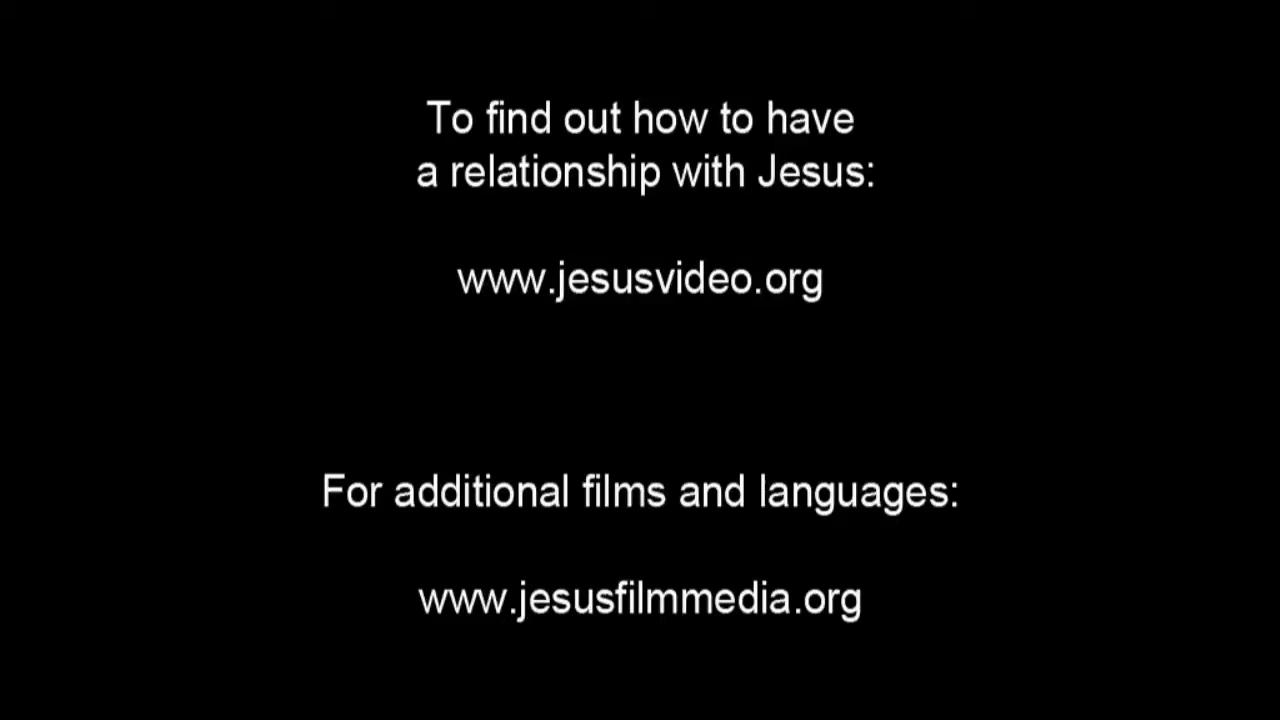 To find out how to have
a relationship with Jesus:
www.jesusvideo.org
For additional films and languages:
www.jesusfilmmedia.org